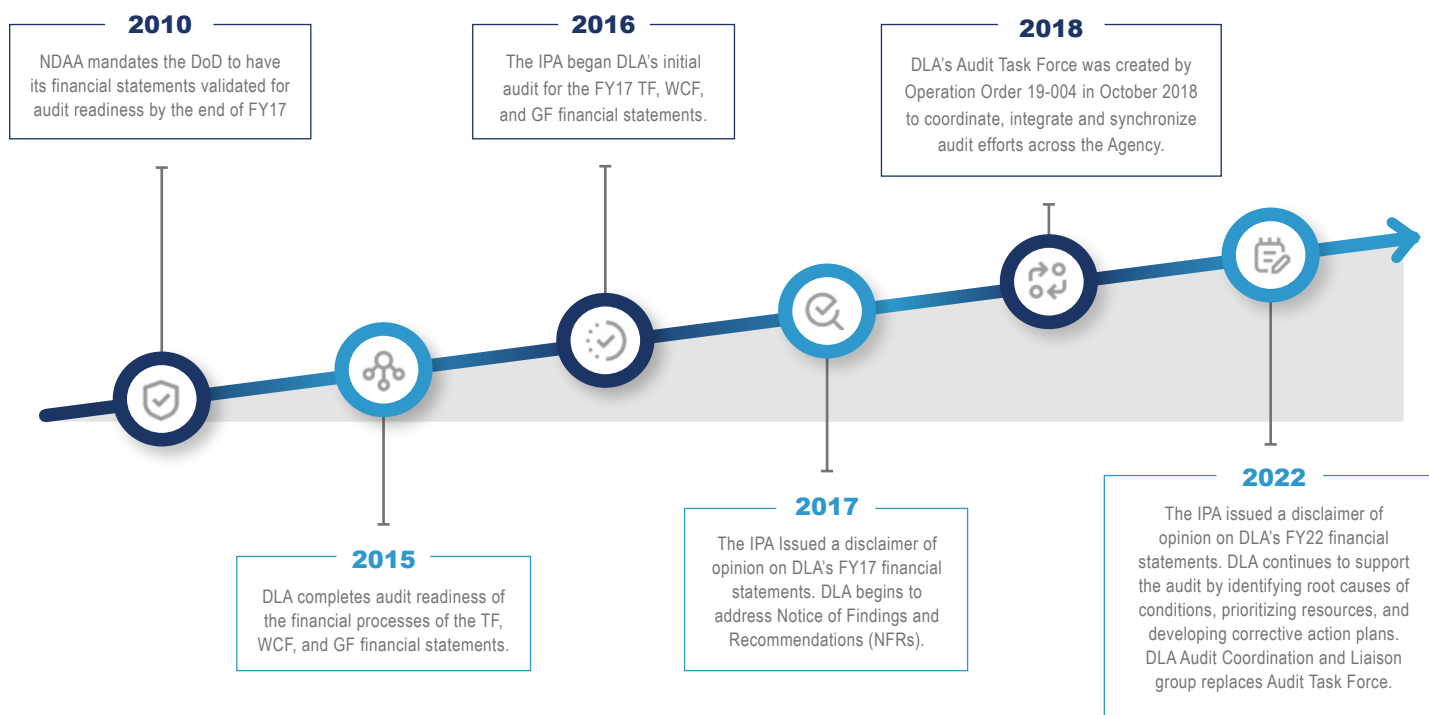 2010
NDAA mandates the DoD to have
its financial statements validated for
audit readiness by the end of FY17
2015
DLA completes audit readiness of
the financial processes of the TF,
WCF, and GF financial statements.
2016
The IPA began DLA’s initial
audit for the FY17 TF, WCF,
and GF financial statements.
2017
The IPA Issued a disclaimer of
opinion on DLA’s FY17 financial
statements. DLA begins to
address Notice of Findings and
Recommendations (NFRs).
2018
DLA’s Audit Task Force was created by
Operation Order 19-004 in October 2018
to coordinate, integrate and synchronize
audit efforts across the Agency.
2022
The IPA issued a disclaimer of
opinion on DLA’s FY22 financial
statements. DLA continues to support
the audit by identifying root causes of
conditions, prioritizing resources, and
developing corrective action plans.
DLA Audit Coordination and Liaison
group replaces Audit Task Force.